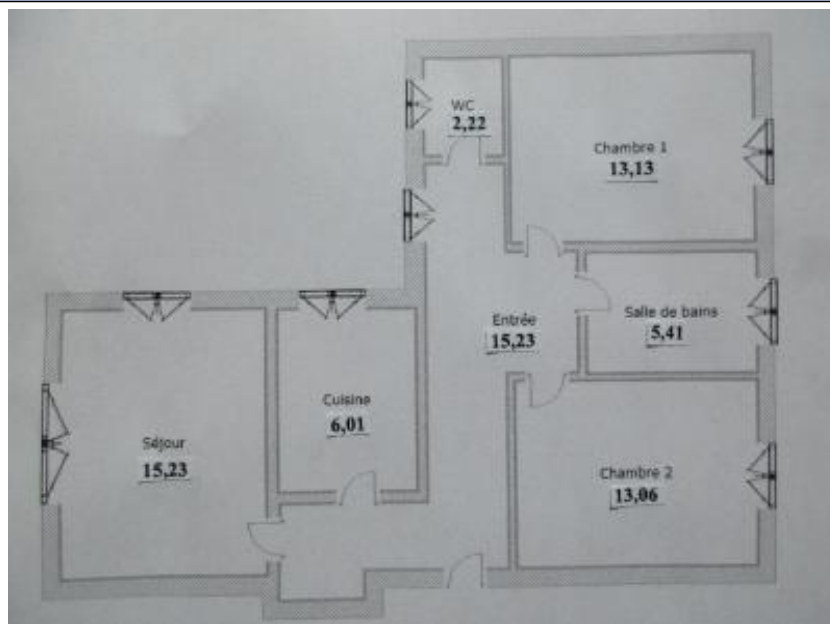 WC
2,22
Chambre 1
13,13
Entrée
15,23
Salle de bains
5,41
Cuisine
6,01
Séjour
15,23
Chambre 2
13,06